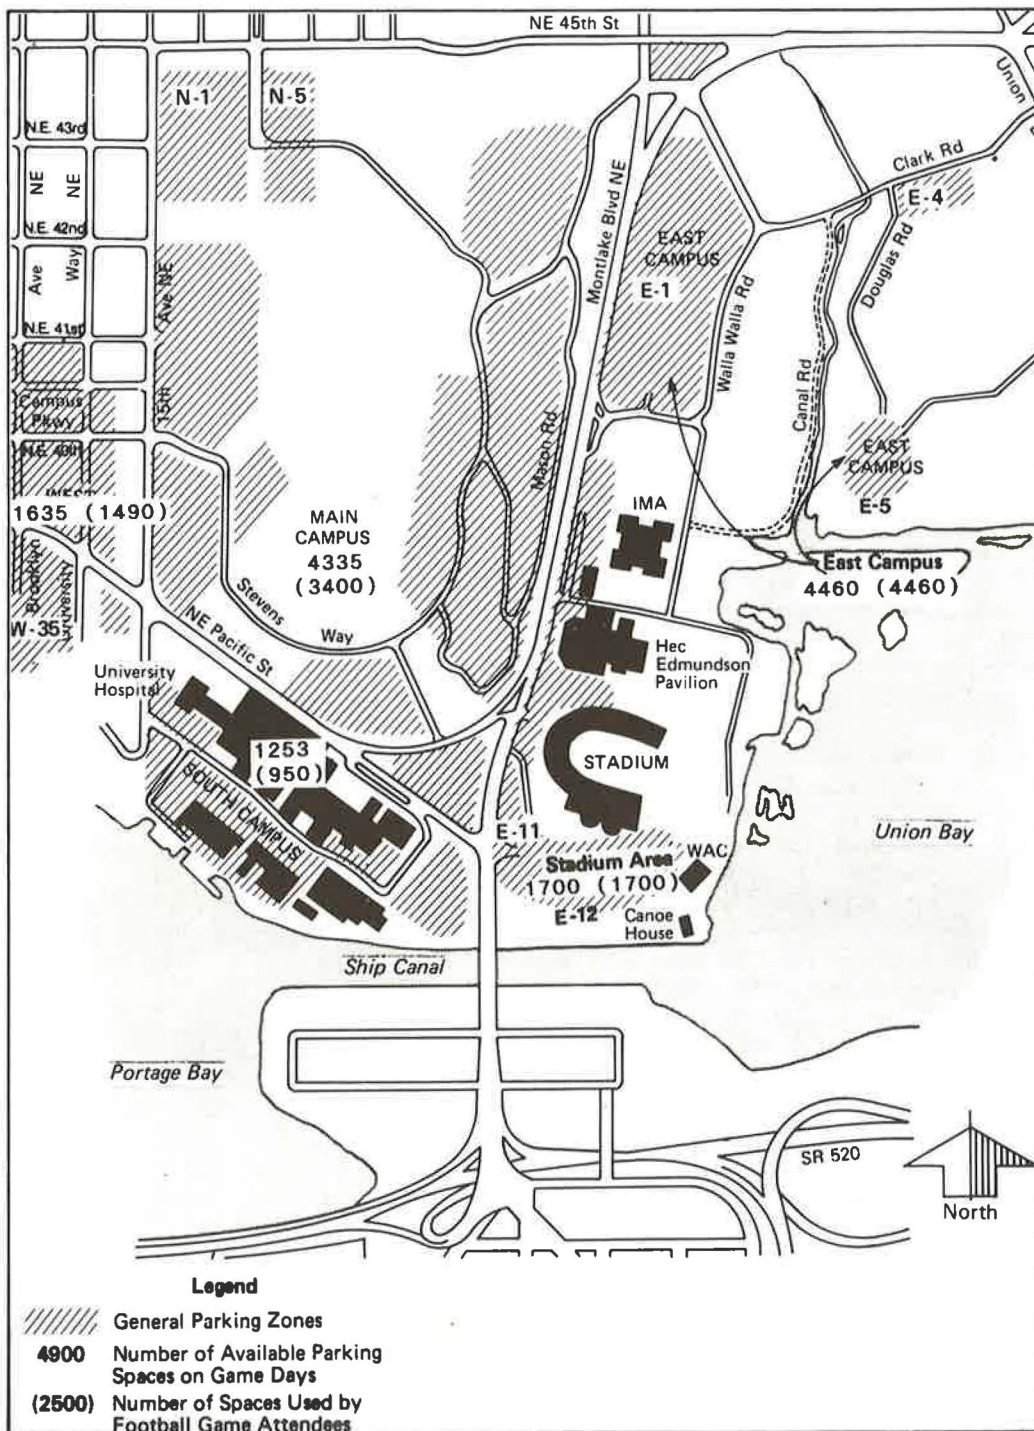 NE 45th St
Union
N-1
N-5
N.E. 43rd
NE
NE
N.E. 42nd
Ave
Way
N.E. 41st
Ave NE
15th
Campus
Pkwy
N.E. 40th
WEST
1635 (1490)
Brooklyn
University
W-35
Clark Rd
E-4
Douglas Rd
Montlake Blvd NE
EAST
CAMPUS
E-1
Walla Walla Rd
Canal Rd
Mason Rd
EAST
CAMPUS
E-5
IMA
MAIN
CAMPUS
4335
(3400)
East Campus
4460 (4460)
Stevens
Way
NE Pacific St
University
Hospital
Hec
Edmundson
Pavilion
1253
(950)
SOUTH CAMPUS
STADIUM
E-11
Stadium Area
1700 (1700)
E-12
WAC
Canoe
House
Union Bay
Ship Canal
Portage Bay
SR 520
North
Legend
General Parking Zones
4900 Number of Available Parking
Spaces on Game Days
(2500) Number of Spaces Used by
Football Game Attendees